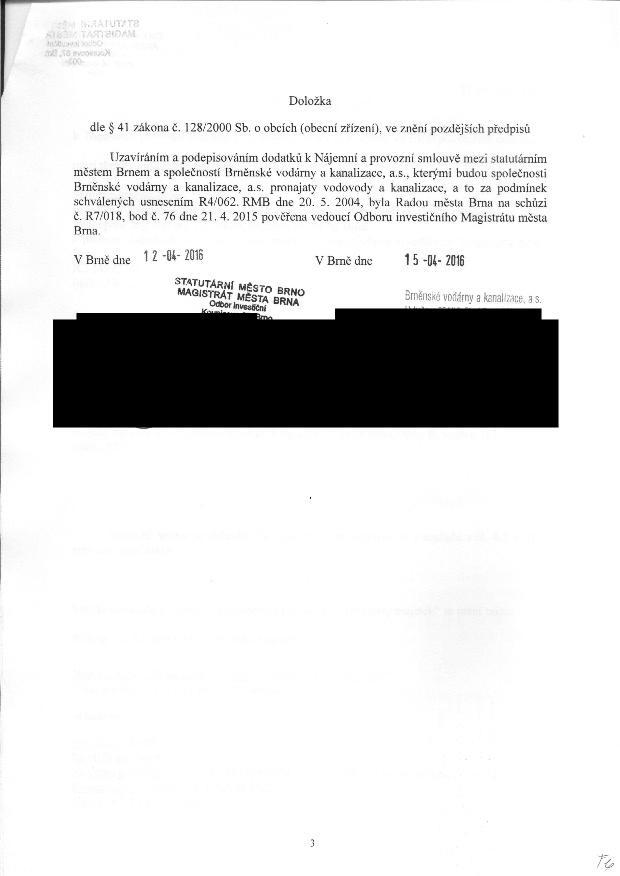 Doložka
dle § 41 zákona č. 128/2000 Sb. o obcích (obecní zřízení), ve znění pozdějších předpisů
Uzavíráním a podepisováním dodatků k Nájemní a provozní smlouvě mezi statutárním
městem Brnem a společností Brněnské vodárny a kanalizace, a.s., kterými budou společnosti
Brněnské vodárny a kanalizace, a.s. pronajaty vodovody a kanalizace, a to za podmínek
schválených usnesením R4/062. RMB dne 20. 5. 2004, byla Radou města Brna na schůzi
č. R7/018, bod č. 76 dne 21. 4. 2015 pověřena vedoucí Odboru investičního Magistrátu města
Brna.
V Brně dne 12 -04- 2016 V Brně dne 15 -04- 2016
STATUTÁRNÍ MĚSTO BRNO
MAGISTRÁT MĚSTA BRNA
Odbor investiční
Brněnské vodárny a kanalizace, a s.
3